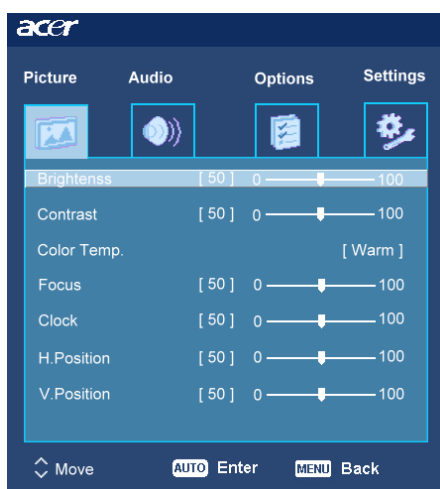 acer
Picture Audio Options Settings
Brightenss [ 50 ] 0 100
Contrast [ 50 ] 0 100
Color Temp. [ Warm ]
Focus [ 50 ] 0 100
Clock [ 50 ] 0 100
H.Position [ 50 ] 0 100
V.Position [ 50 ] 0 100
Move AUTO Enter MENU Back